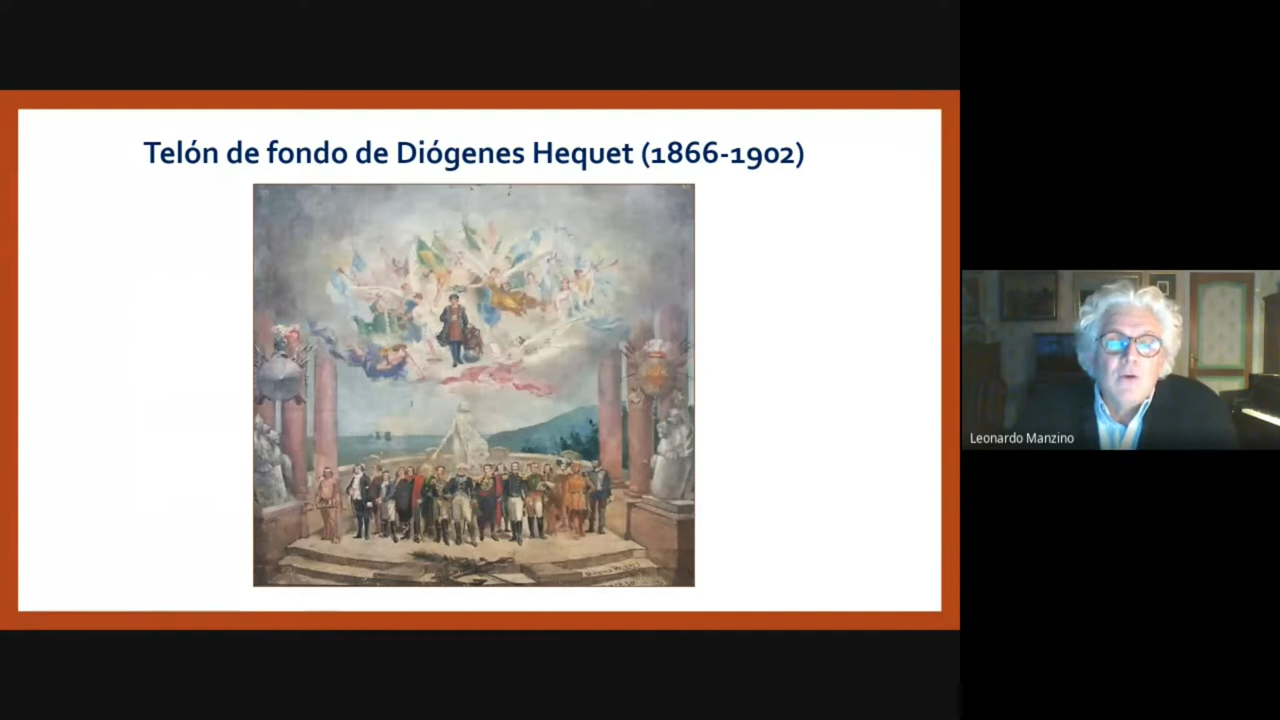 Telón de fondo de Diógenes Hequet (1866-1902)
Leonardo Manzino